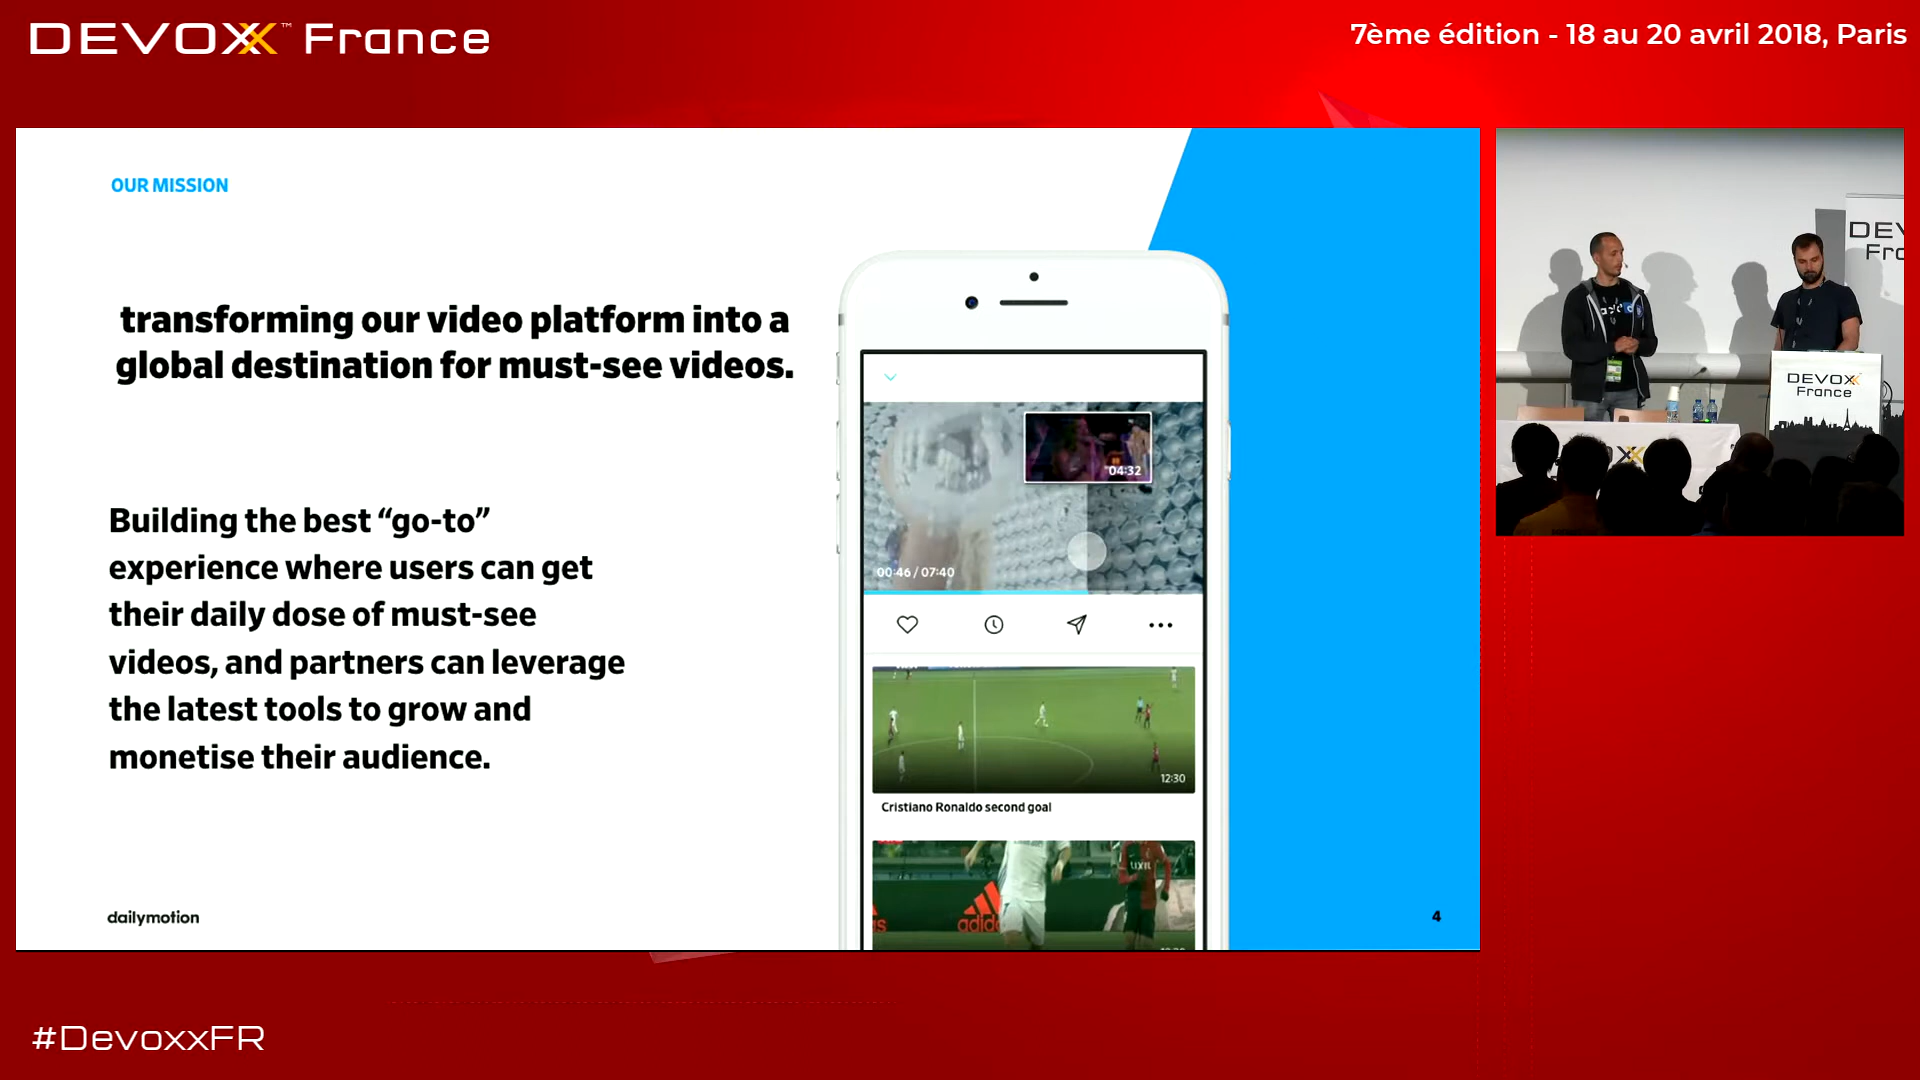 DEVOXX™ France
7ème édition - 18 au 20 avril 2018, Paris
OUR MISSION
transforming our video platform into a
global destination for must-see videos.
Building the best “go-to”
experience where users can get
their daily dose of must-see
videos, and partners can leverage
the latest tools to grow and
monetise their audience.
04:32
00:46 / 07:40
12:30
Cristiano Ronaldo second goal
adidas
dailymotion
4
DEVOXX
France
#DevoxxFR